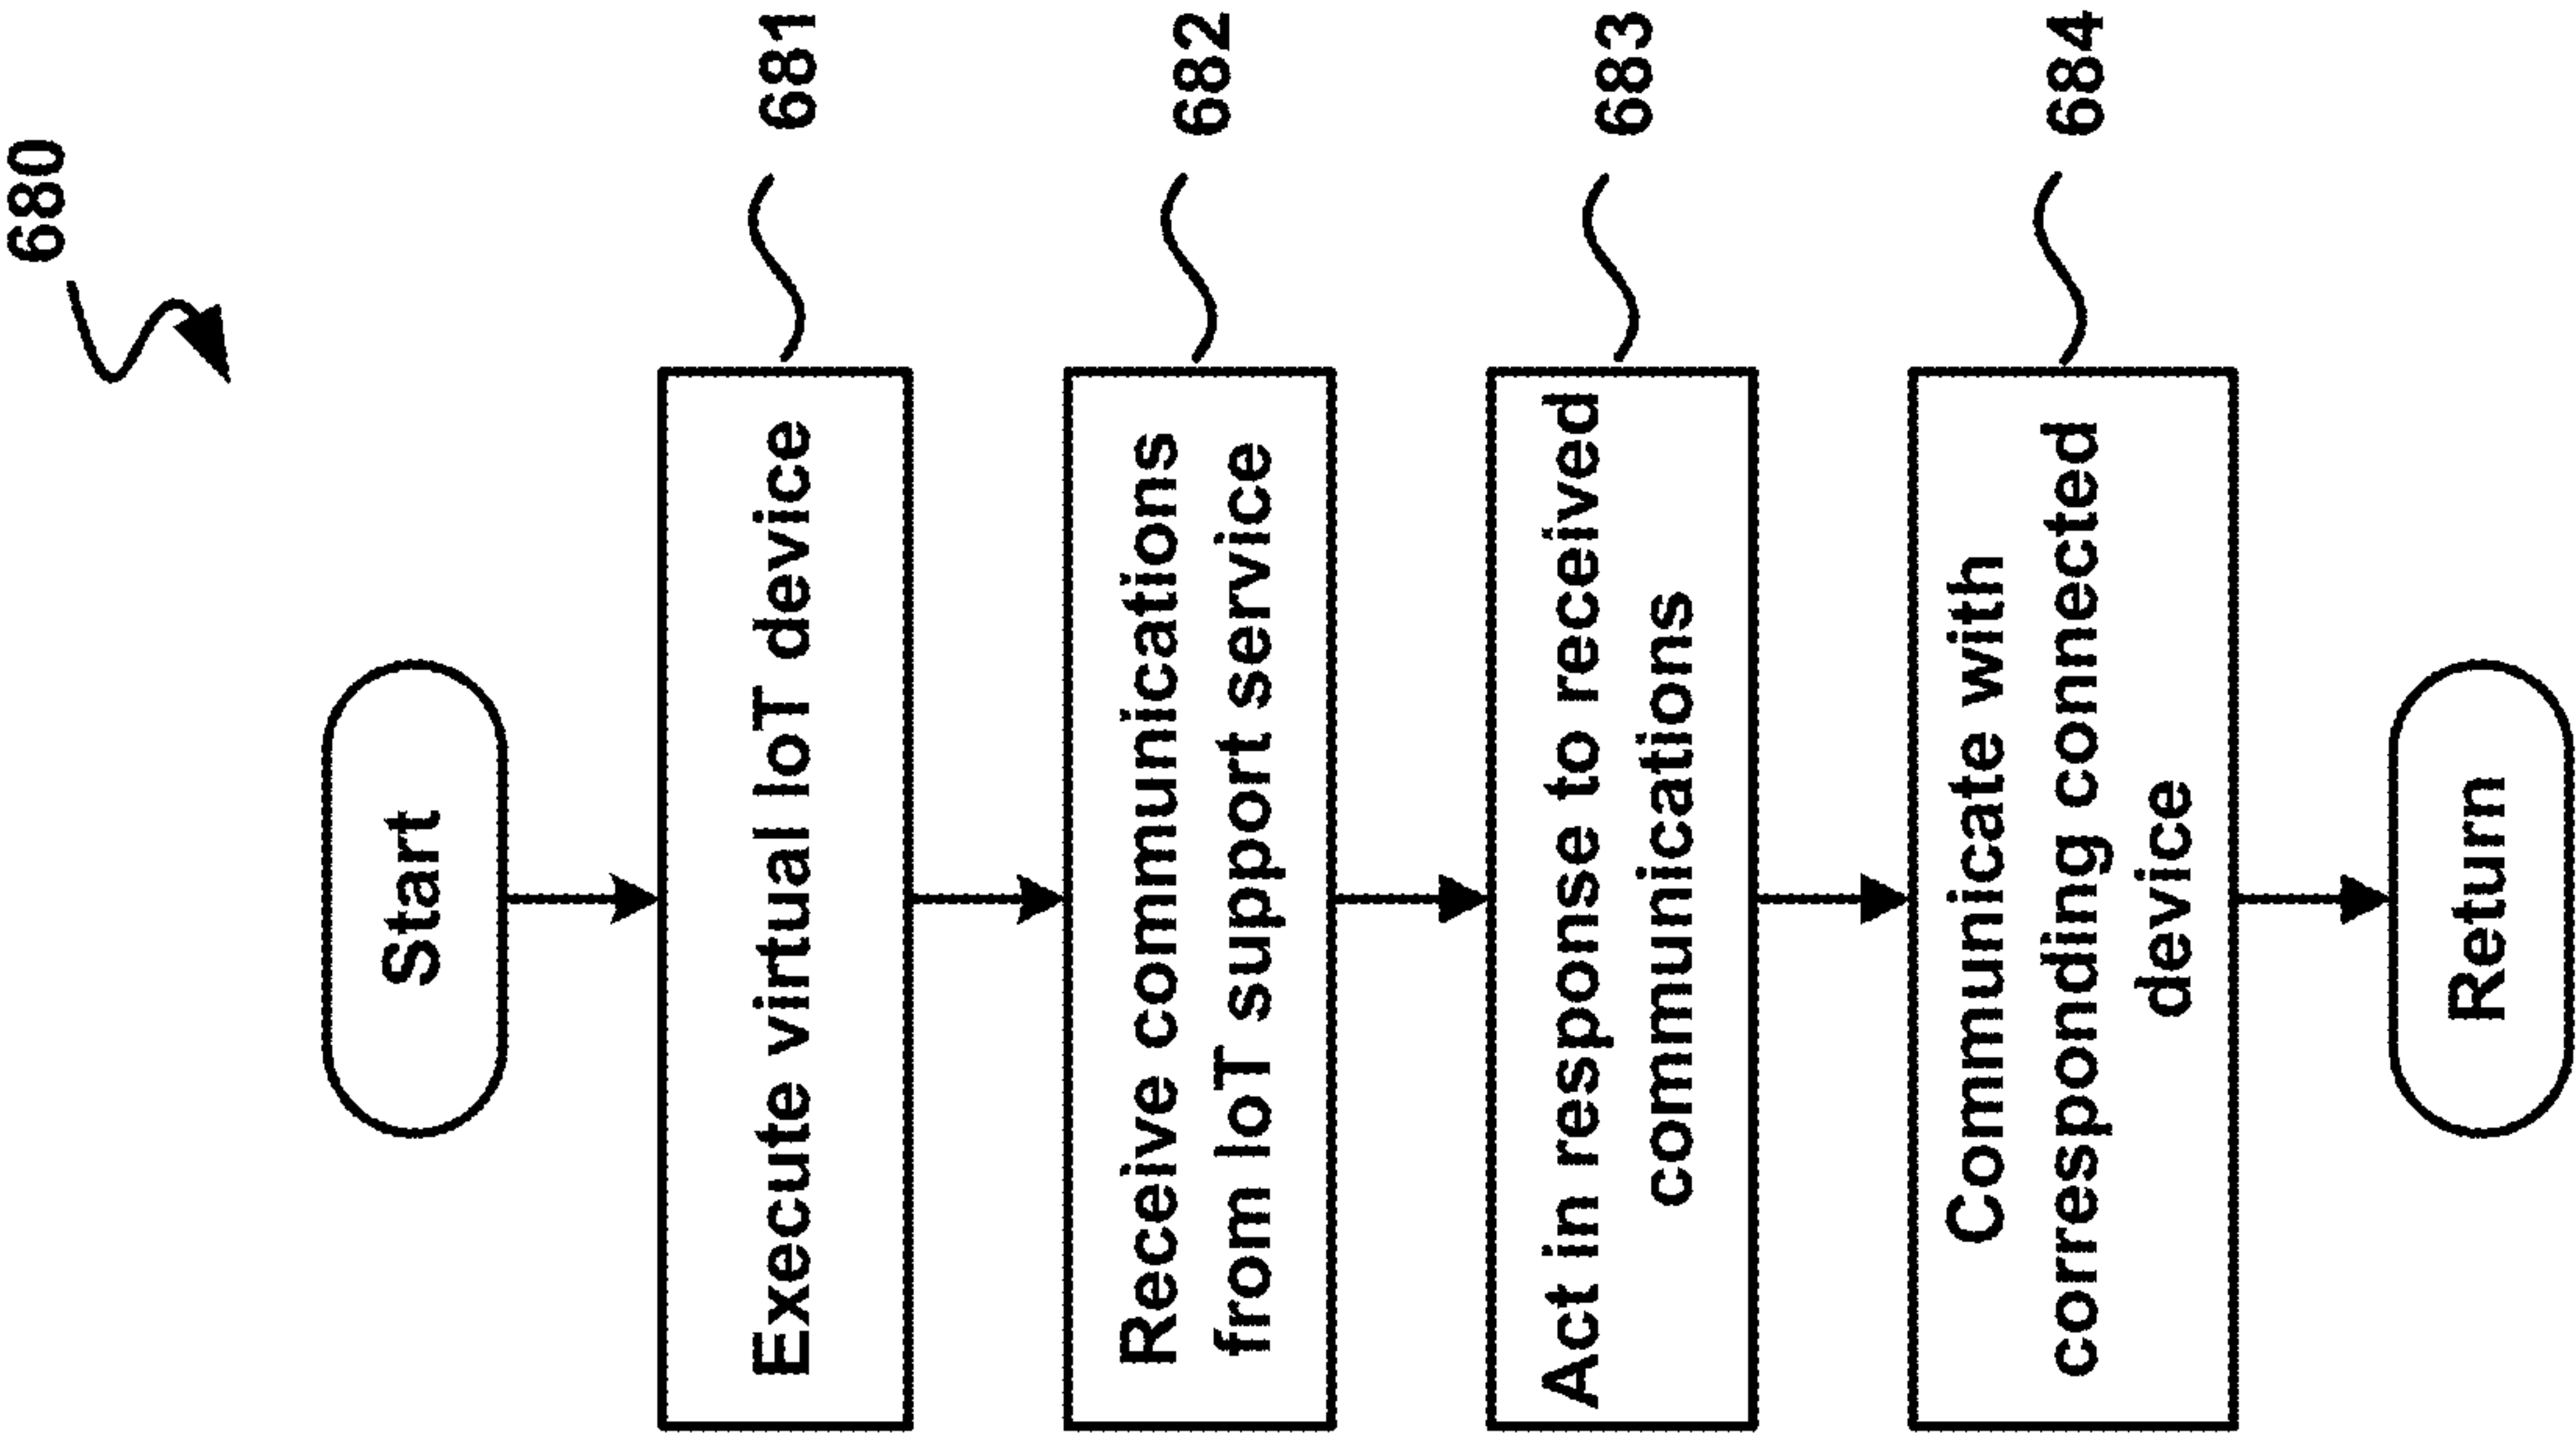 680
Start
Execute virtual IoT device
681
Receive communications
from IoT support service
682
Act in response to received
communications
683
Communicate with
corresponding connected
device
684
Return